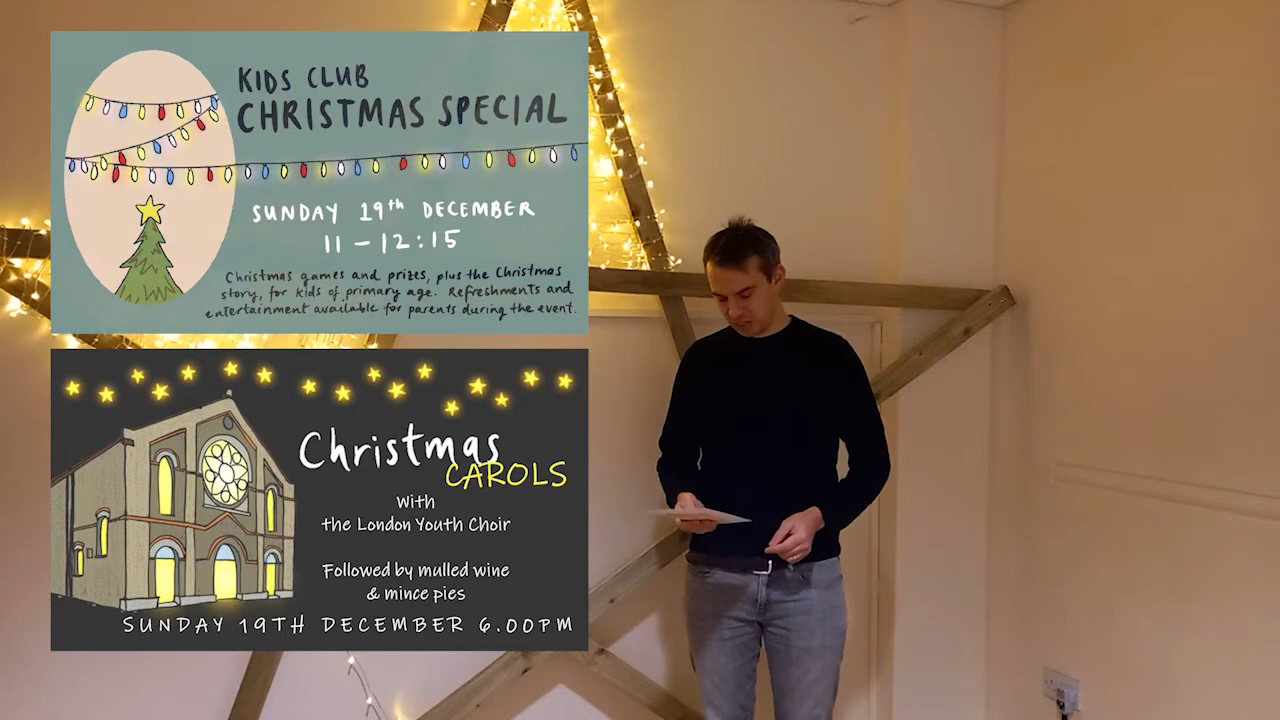 KIDS CLUB
CHRISTMAS SPECIAL
SUNDAY 19th DECEMBER
11 - 12:15
Christmas games and prizes, plus the Christmas
story, for kids of primary age. Refreshments and
entertainment available for parents during the event.
Christmas
CAROLS
With
the London Youth Choir
Followed by mulled wine
& mince pies
SUNDAY 19TH DECEMBER 6.00PM